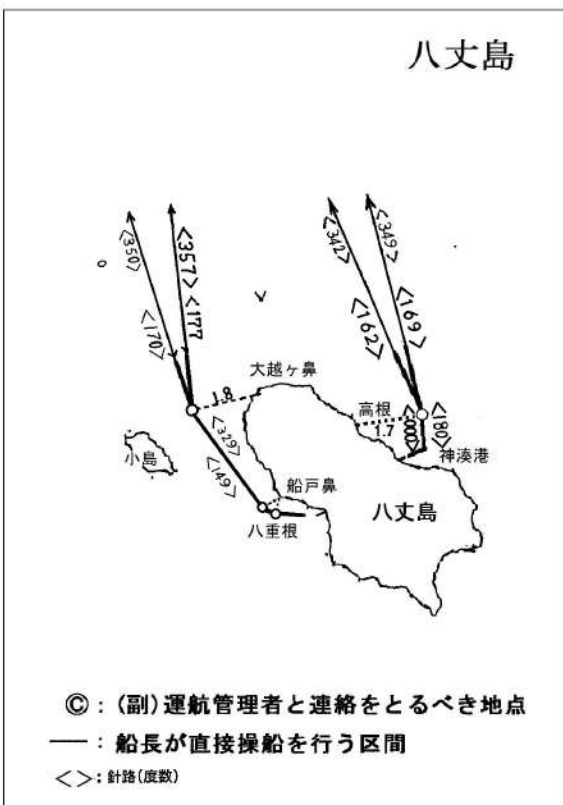 八丈島
<350>
<357>
<342>
<349>
<170>
<177
<162>
<169>
大越ヶ鼻
1.8
高根
1.7
<000>
<180>
神湊港
小島
<329>
<149>
船戸鼻
八重根
八丈島
Ⓒ：(副)運航管理者と連絡をとるべき地点
──：船長が直接操船を行う区間
<>：針路(度数)